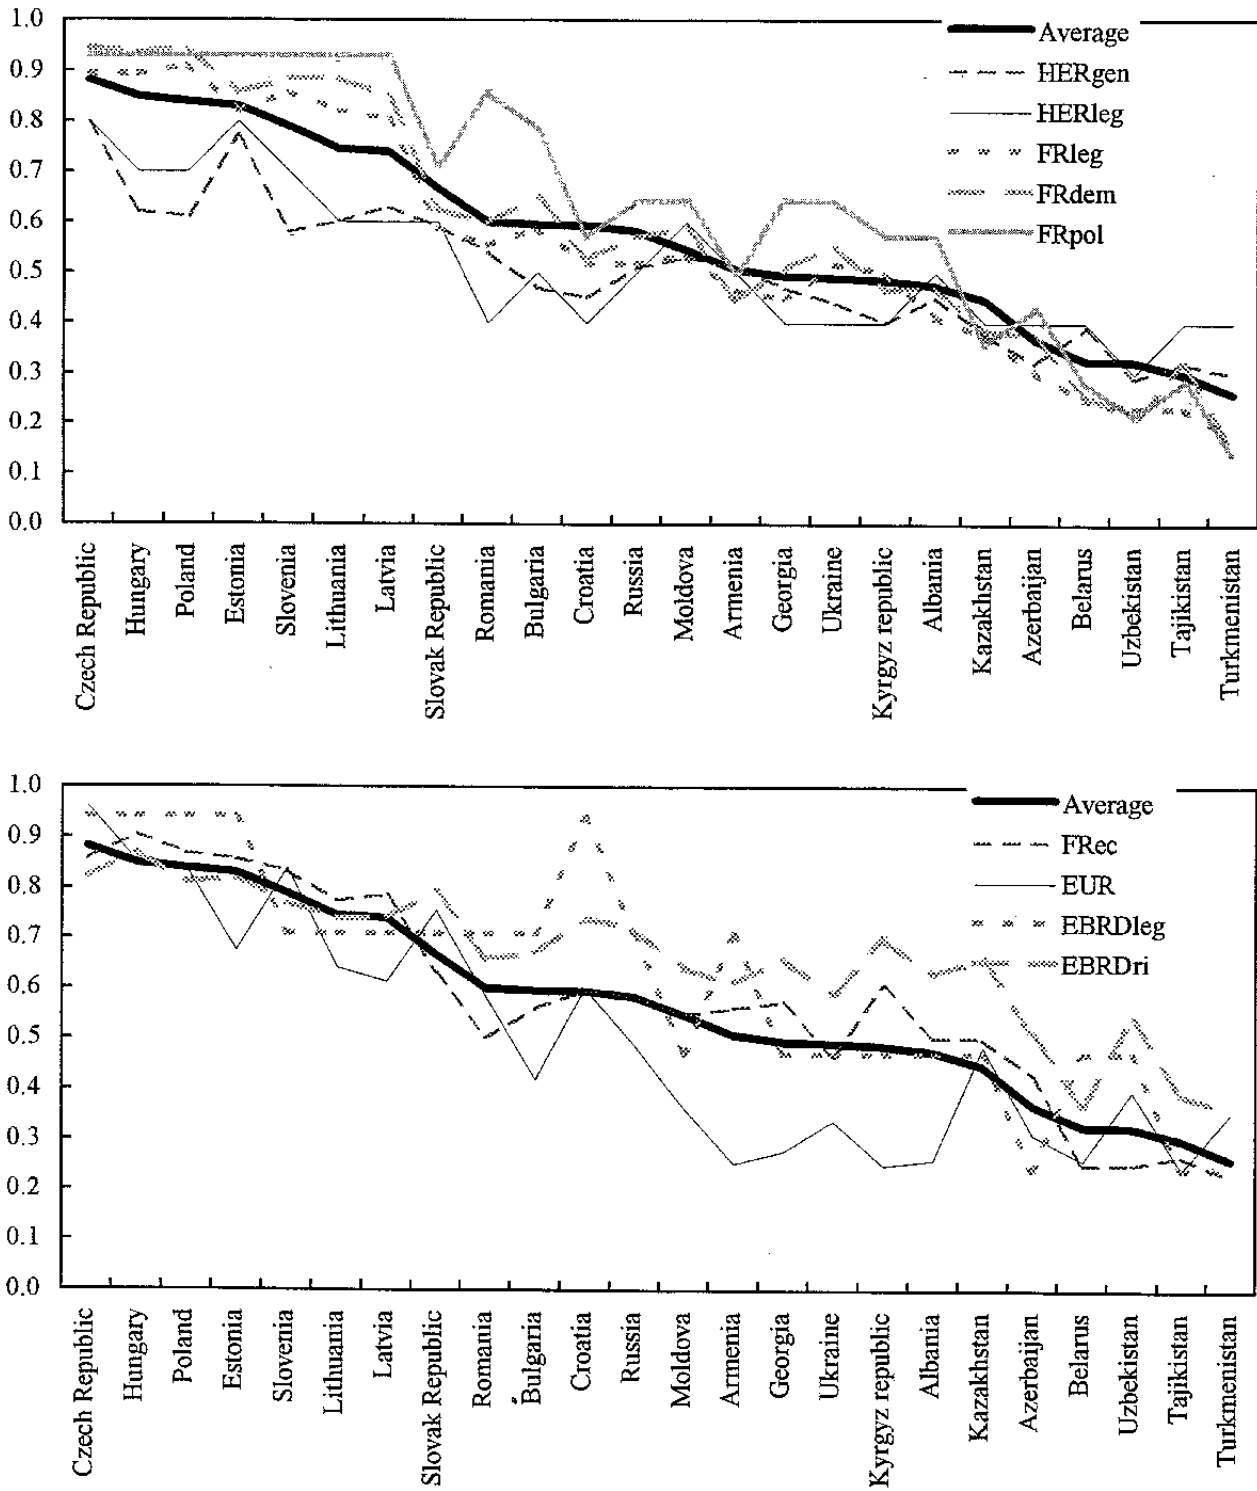 1.0
0.9
0.8
0.7
0.6
0.5
0.4
0.3
0.2
0.1
0.0
Average
HERgen
HERleg
FRleg
FRdem
FRpol
Czech Republic
Hungary
Poland
Estonia
Slovenia
Lithuania
Latvia
Slovak Republic
Romania
Bulgaria
Croatia
Russia
Moldova
Armenia
Georgia
Ukraine
Kyrgyz republic
Albania
Kazakhstan
Azerbaijan
Belarus
Uzbekistan
Tajikistan
Turkmenistan
1.0
0.9
0.8
0.7
0.6
0.5
0.4
0.3
0.2
0.1
0.0
Average
FRec
EUR
EBRDleg
EBRDri
Czech Republic
Hungary
Poland
Estonia
Slovenia
Lithuania
Latvia
Slovak Republic
Romania
Bulgaria
Croatia
Russia
Moldova
Armenia
Georgia
Ukraine
Kyrgyz republic
Albania
Kazakhstan
Azerbaijan
Belarus
Uzbekistan
Tajikistan
Turkmenistan